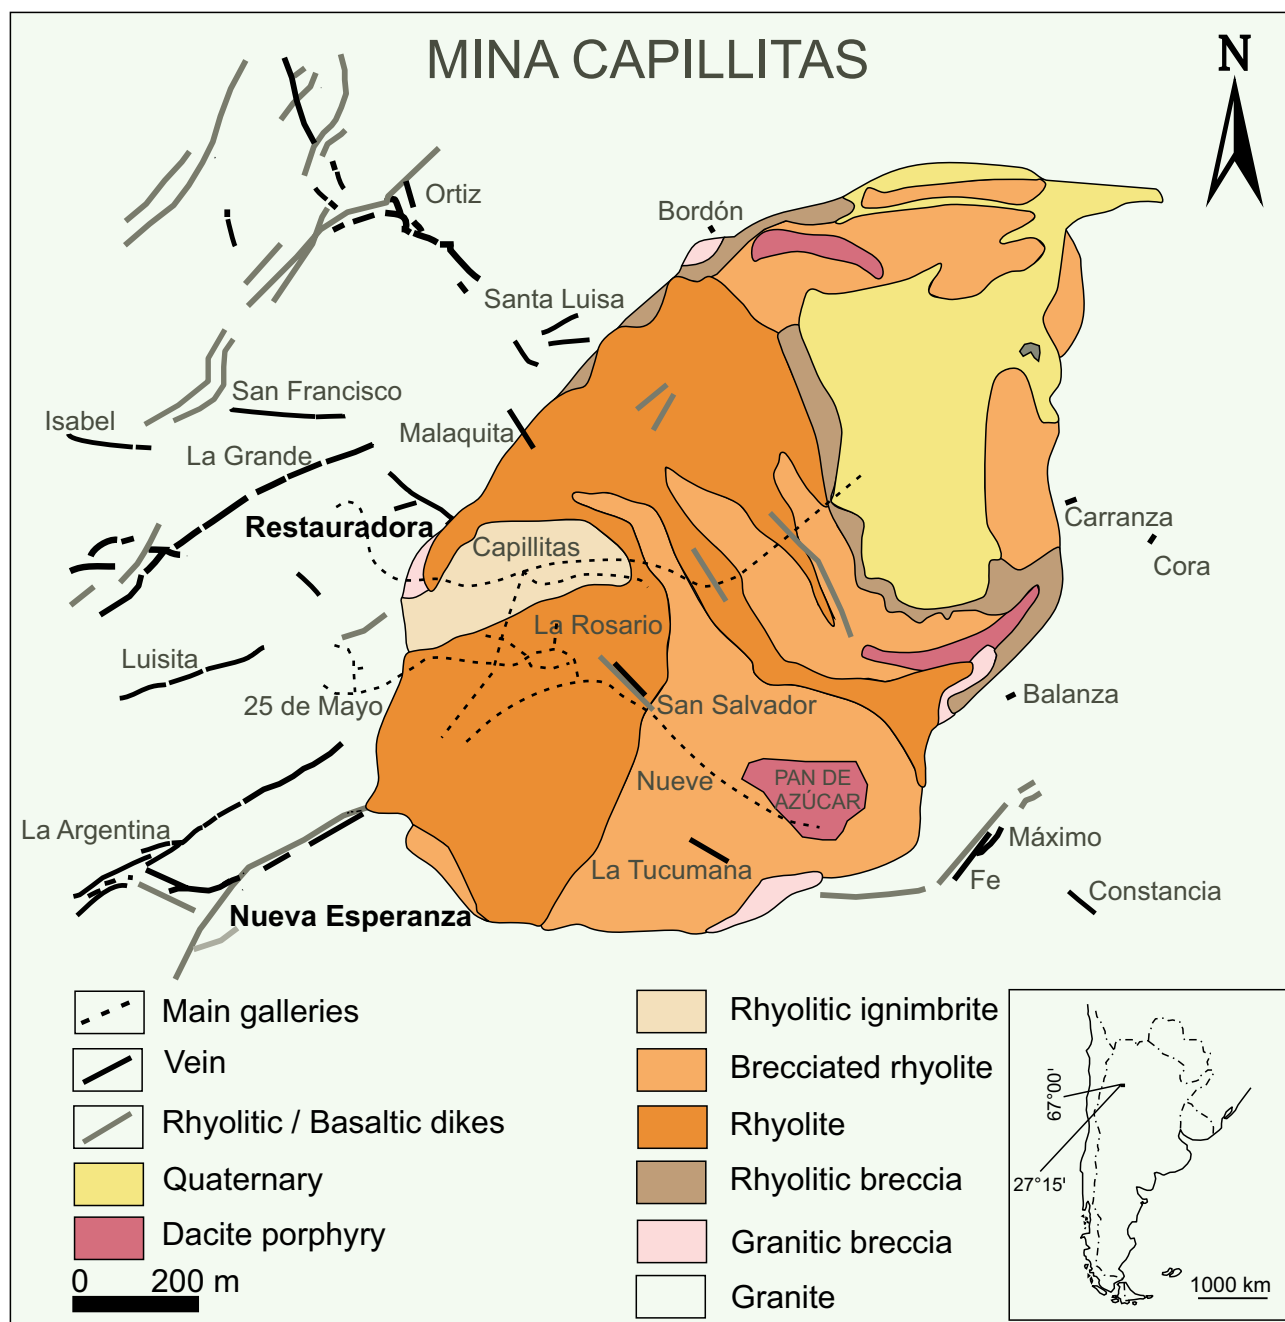 MINA CAPILLITAS
N
Ortiz
Bordón
Santa Luisa
San Francisco
Isabel
Malaquita
La Grande
Restauradora
Capillitas
Carranza
Cora
La Rosario
Luisita
25 de Mayo
San Salvador
Balanza
Nueve
PAN DE
AZÚCAR
La Argentina
Máximo
La Tucumana
Fe
Constancia
Nueva Esperanza
Main galleries
Vein
Rhyolitic / Basaltic dikes
Quaternary
Dacite porphyry
0 200 m
Rhyolitic ignimbrite
Brecciated rhyolite
Rhyolite
Rhyolitic breccia
Granitic breccia
Granite
67°00'
27°15'
1000 km